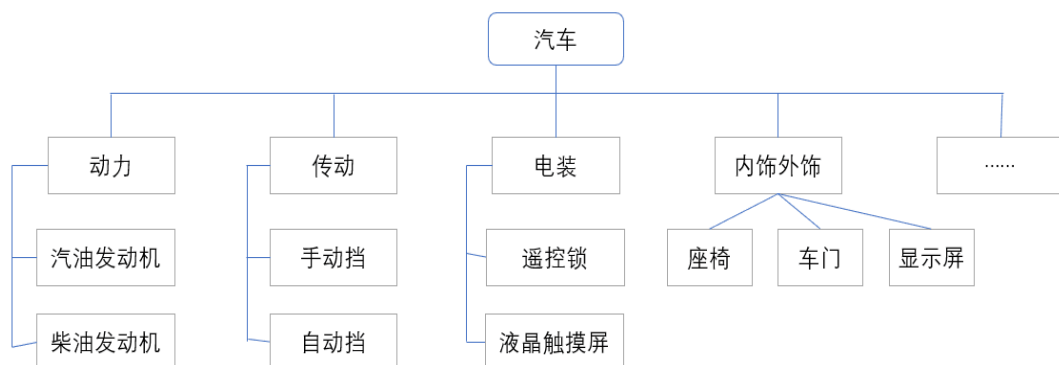 汽车
动力
传动
电装
内饰外饰
……
汽油发动机
手动挡
遥控锁
座椅
车门
显示屏
柴油发动机
自动挡
液晶触摸屏